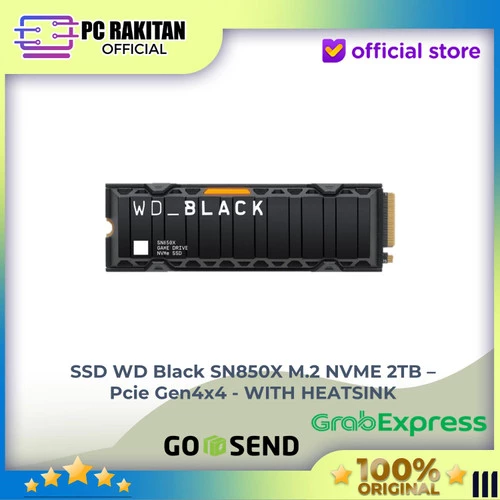 PC RAKITAN
OFFICIAL
official store
WD_BLACK
SN850X
GAME DRIVE
NVMe SSD
SSD WD Black SN850X M.2 NVME 2TB –
Pcie Gen4x4 - WITH HEATSINK
GrabExpress
GOSEND
100%
ORIGINAL